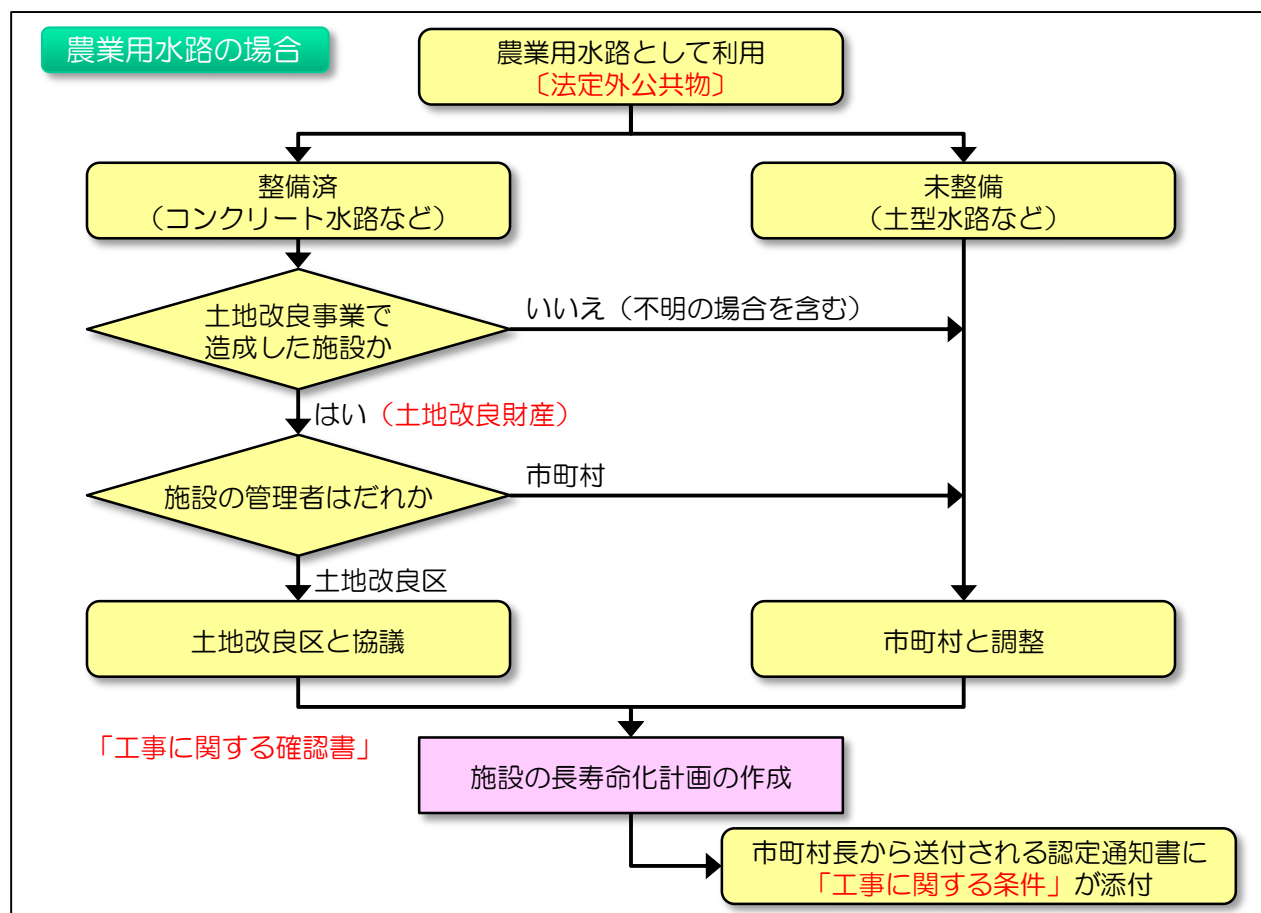 農業用水路の場合
農業用水路として利用
〔法定外公共物〕
整備済
（コンクリート水路など）
未整備
（土型水路など）
土地改良事業で
造成した施設か
いいえ（不明の場合を含む）
はい（土地改良財産）
施設の管理者はだれか
市町村
土地改良区
土地改良区と協議
市町村と調整
「工事に関する確認書」
施設の長寿命化計画の作成
市町村長から送付される認定通知書に
「工事に関する条件」が添付